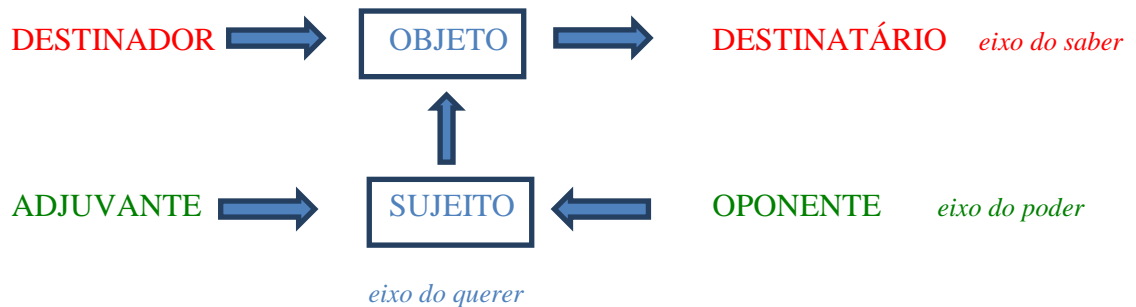 DESTINADOR OBJETO DESTINATÁRIO eixo do saber
ADJUVANTE SUJEITO OPONENTE eixo do poder
eixo do querer